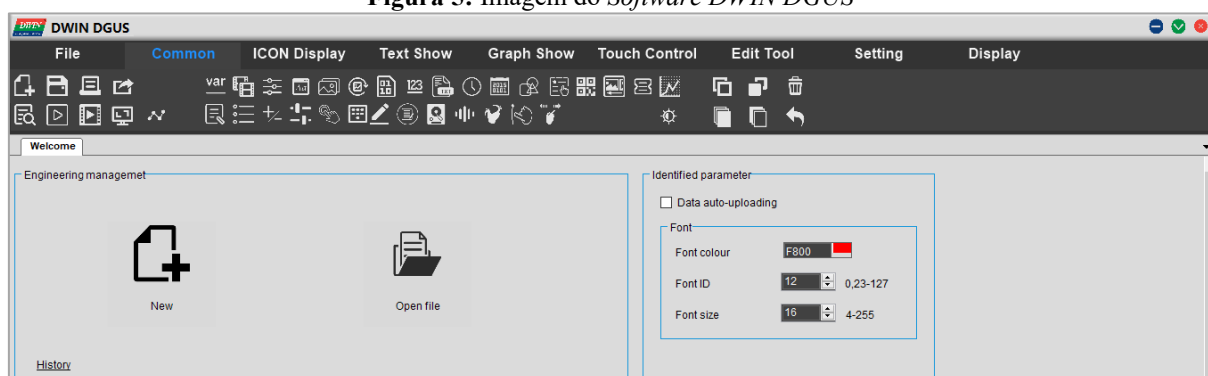 Figura 3: Imagem do Software DWIN DGUS
DWIN DGUS
File Common ICON Display Text Show Graph Show Touch Control Edit Tool Setting Display
var
123
Welcome
Engineering managemet
New
Open file
History
Identified parameter
Data auto-uploading
Font
Font colour F800
Font ID 12 0,23-127
Font size 16 4-255